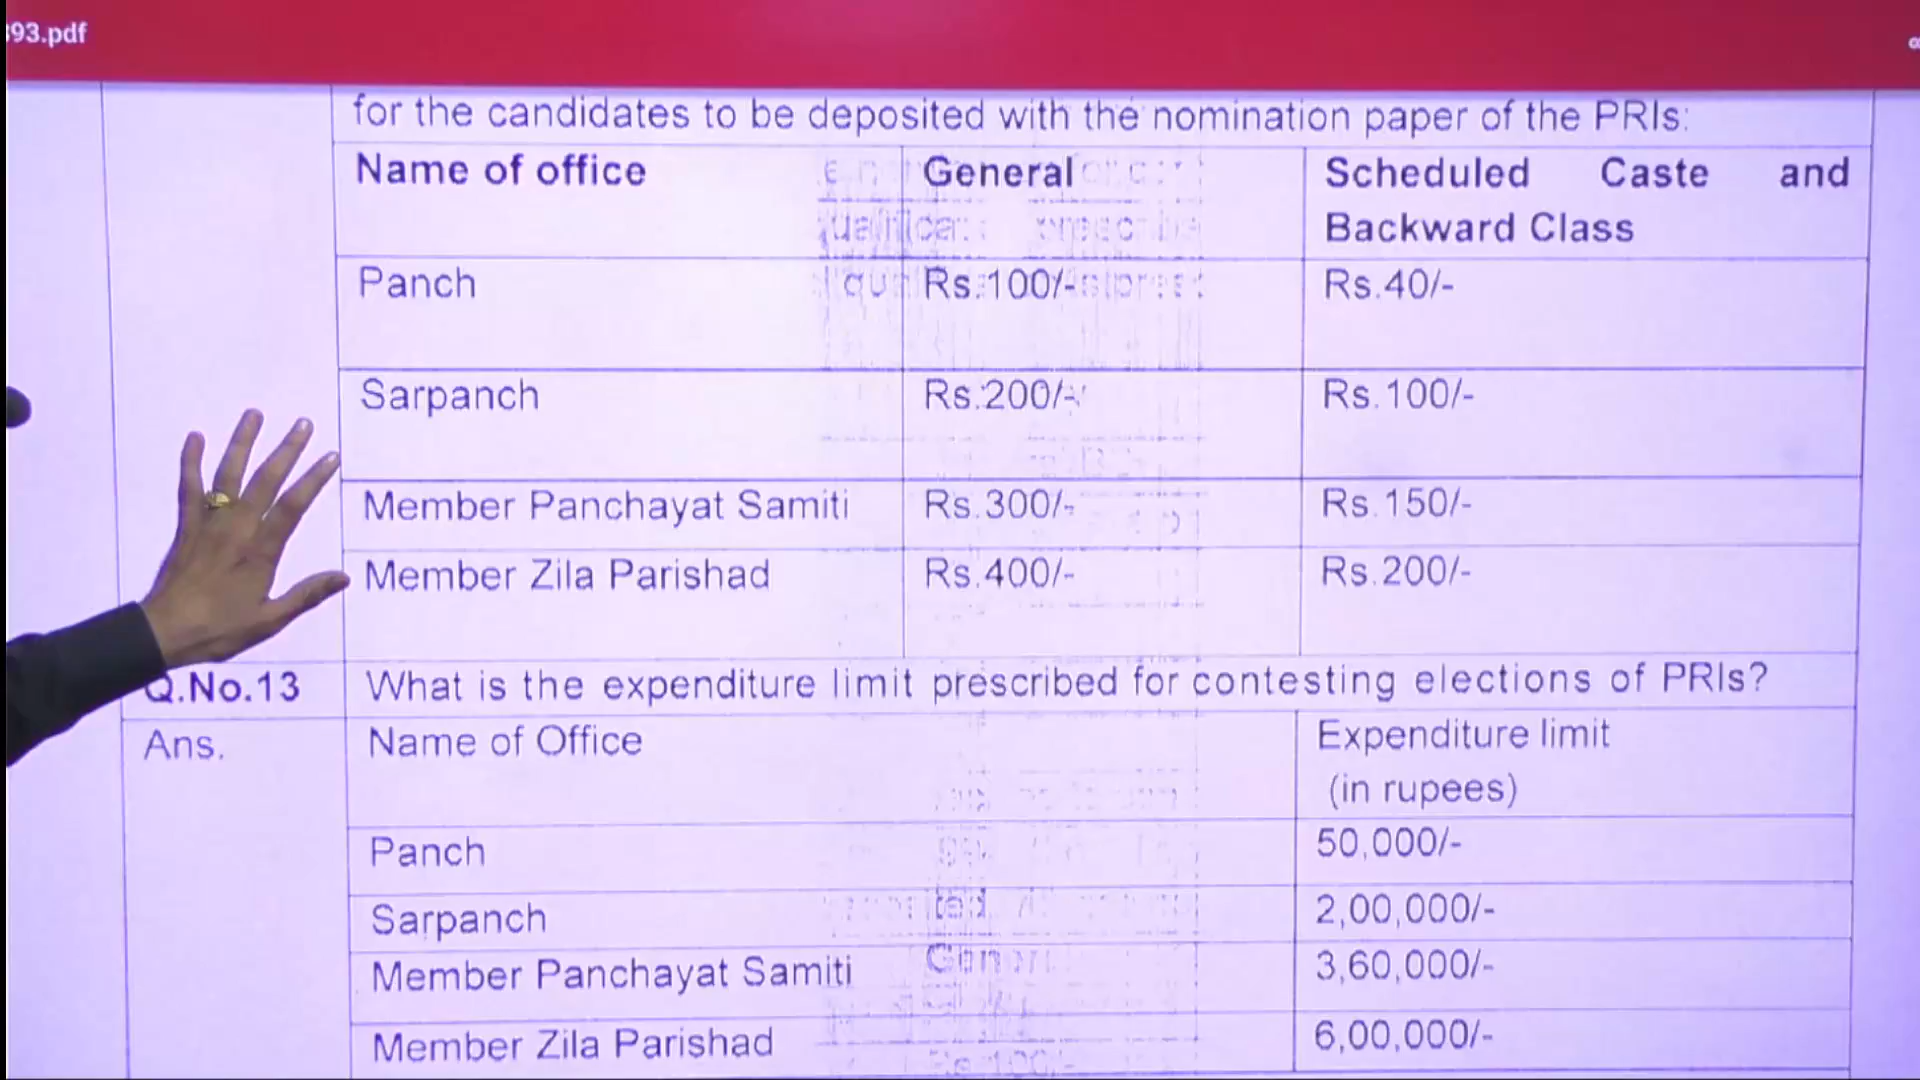 93.pdf
for the candidates to be deposited with the nomination paper of the PRIs:
Name of office General Scheduled Caste and
Backward Class
Panch Rs.100/- Rs.40/-
Sarpanch Rs.200/- Rs.100/-
Member Panchayat Samiti Rs.300/- Rs.150/-
Member Zila Parishad Rs.400/- Rs.200/-
Q.No.13 What is the expenditure limit prescribed for contesting elections of PRIs?
Ans. Name of Office Expenditure limit
(in rupees)
Panch 50,000/-
Sarpanch 2,00,000/-
Member Panchayat Samiti 3,60,000/-
Member Zila Parishad 6,00,000/-